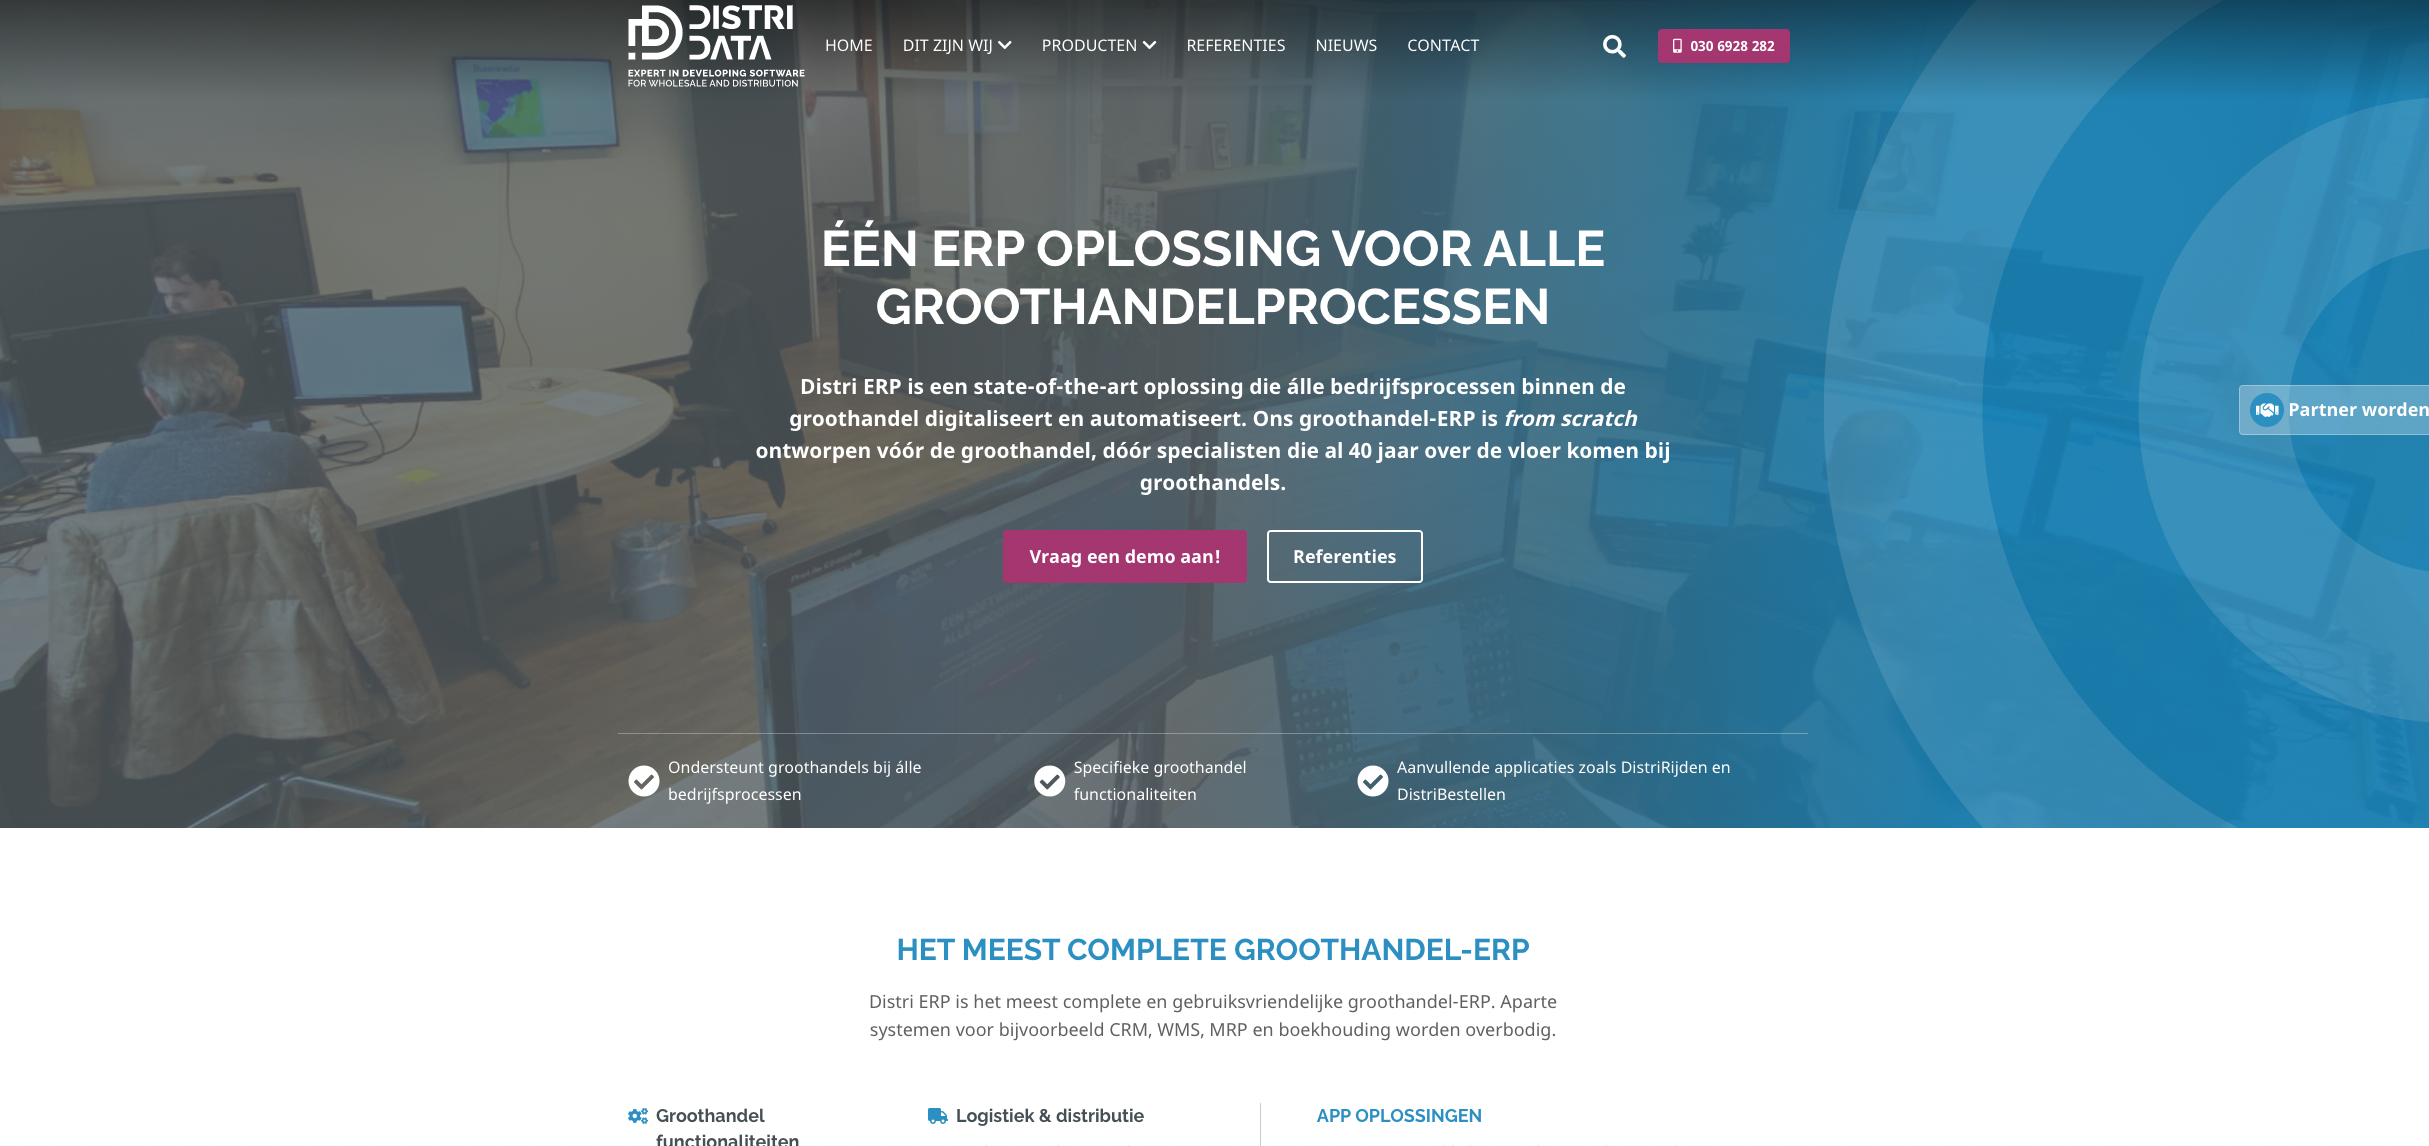 DISTRI
DATA
EXPERT IN DEVELOPING SOFTWARE
FOR WHOLESALE AND DISTRIBUTION
HOME
DIT ZIJN WIJ
PRODUCTEN
REFERENTIES
NIEUWS
CONTACT
030 6928 282
ÉÉN ERP OPLOSSING VOOR ALLE
GROOTHANDELPROCESSEN
Distri ERP is een state-of-the-art oplossing die álle bedrijfsprocessen binnen de
groothandel digitaliseert en automatiseert. Ons groothandel-ERP is from scratch
ontworpen vóór de groothandel, dóór specialisten die al 40 jaar over de vloer komen bij
groothandels.
Partner worden
Vraag een demo aan!
Referenties
Ondersteunt groothandels bij álle
bedrijfsprocessen
Specifieke groothandel
functionaliteiten
Aanvullende applicaties zoals DistriRijden en
DistriBestellen
HET MEEST COMPLETE GROOTHANDEL-ERP
Distri ERP is het meest complete en gebruiksvriendelijke groothandel-ERP. Aparte
systemen voor bijvoorbeeld CRM, WMS, MRP en boekhouding worden overbodig.
Groothandel
functionaliteiten
Logistiek & distributie
APP OPLOSSINGEN